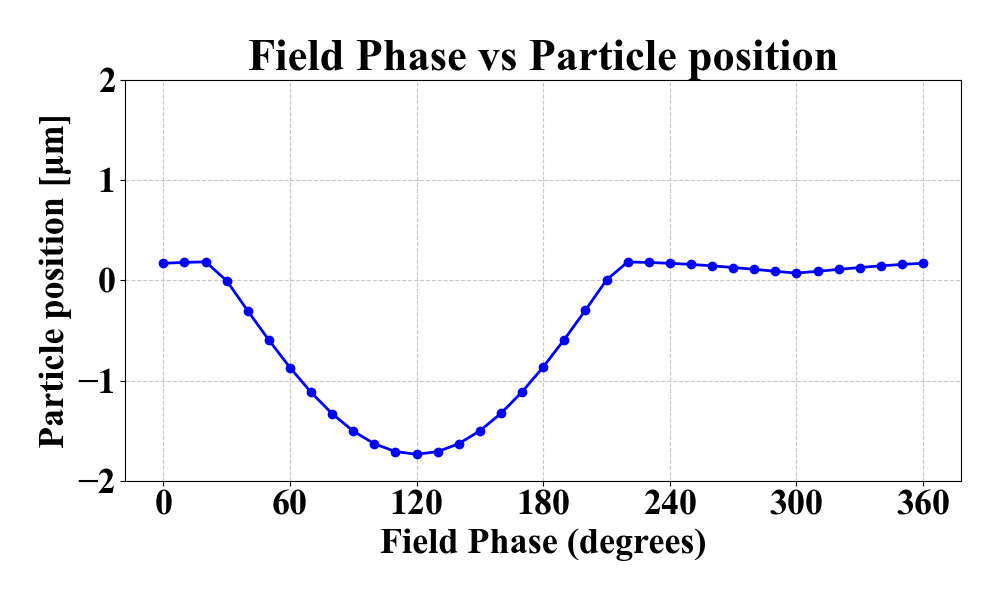 Field Phase vs Particle position
Particle position [μm]
2
1
0
−1
−2
0 60 120 180 240 300 360
Field Phase (degrees)